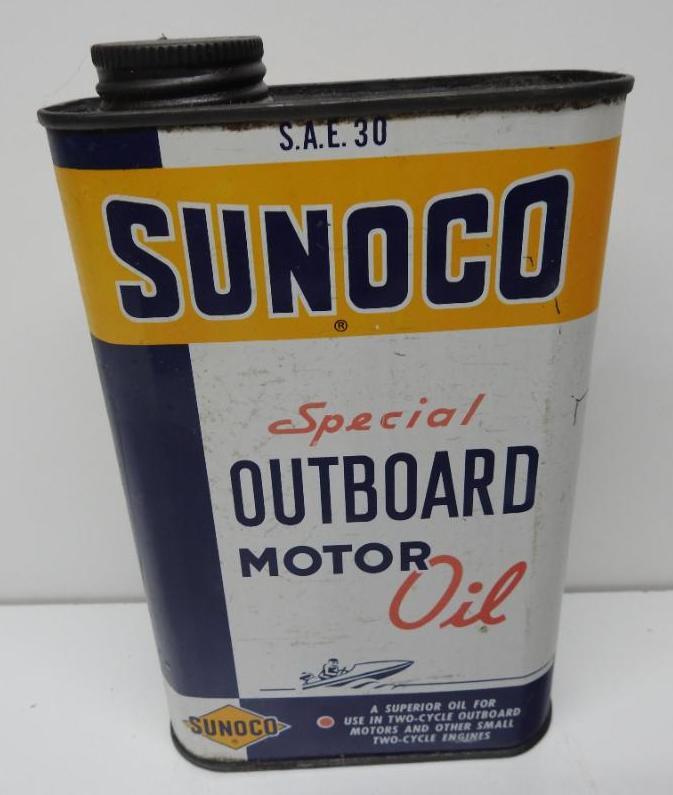 S.A.E. 30
SUNOCO
®
Special
OUTBOARD
MOTOR
Oil
SUNOCO
®
A SUPERIOR OIL FOR
USE IN TWO-CYCLE OUTBOARD
MOTORS AND OTHER SMALL
TWO-CYCLE ENGINES